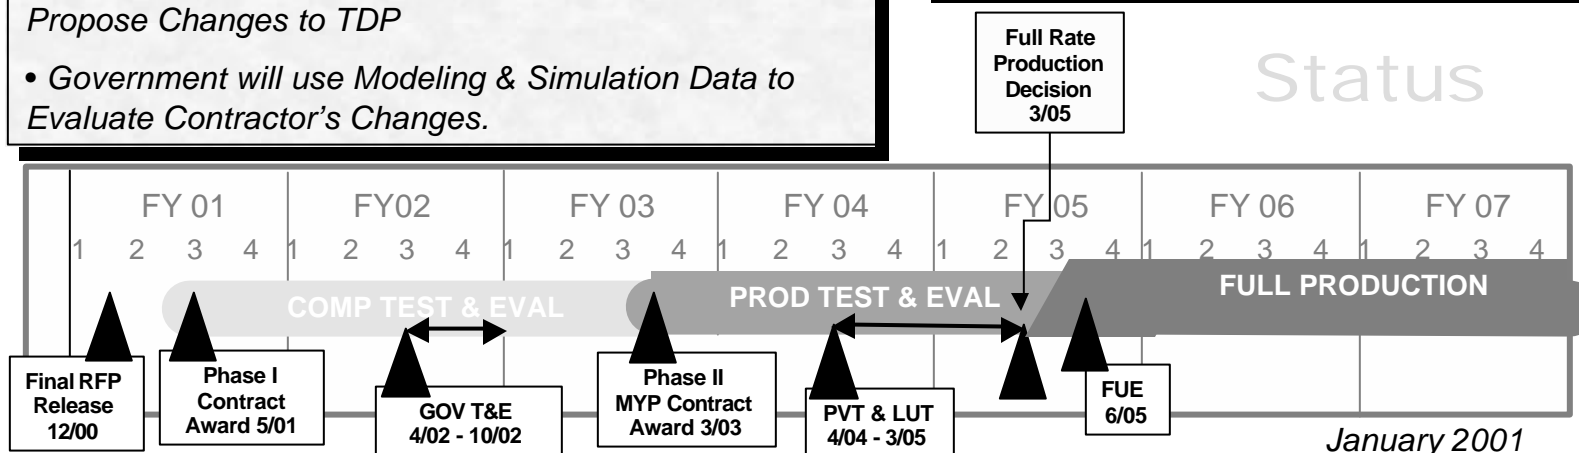 Propose Changes to TDP
• Government will use Modeling & Simulation Data to
Evaluate Contractor's Changes.
Full Rate
Production
Decision
3/05
Status
FY 01 FY02 FY 03 FY 04 FY 05 FY 06 FY 07
1 2 3 4 1 2 3 4 1 2 3 4 1 2 3 4 1 2 3 4 1 2 3 4 1 2 3 4
COMP TEST & EVAL
PROD TEST & EVAL
FULL PRODUCTION
Final RFP
Release
12/00
Phase I
Contract
Award 5/01
GOV T&E
4/02 - 10/02
Phase II
MYP Contract
Award 3/03
PVT & LUT
4/04 - 3/05
FUE
6/05
January 2001